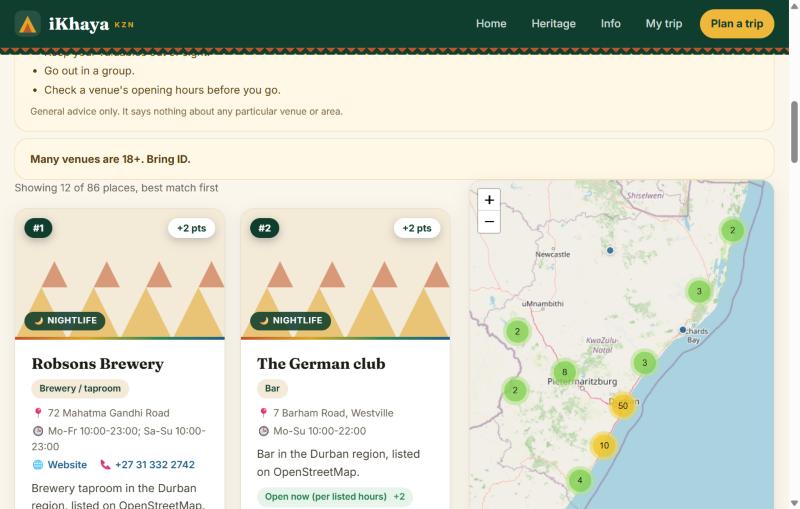 iKhaya KZN
Home Heritage Info My trip Plan a trip
• Go out in a group.
• Check a venue's opening hours before you go.
General advice only. It says nothing about any particular venue or area.
Many venues are 18+. Bring ID.
Showing 12 of 86 places, best match first
#1 +2 pts
NIGHTLIFE
Robsons Brewery
Brewery / taproom
72 Mahatma Gandhi Road
Mo-Fr 10:00-23:00; Sa-Su 10:00-
23:00
Website +27 31 332 2742
Brewery taproom in the Durban
region, listed on OpenStreetMap.
#2 +2 pts
NIGHTLIFE
The German club
Bar
7 Barham Road, Westville
Mo-Su 10:00-22:00
Bar in the Durban region, listed
on OpenStreetMap.
Open now (per listed hours) +2
+
−
Shiselweni
2
Newcastle
3
uMnambithi
2
chards
Bay
KwaZulu-
Natal
3
8
Pietermaritzburg
2
50
10
4